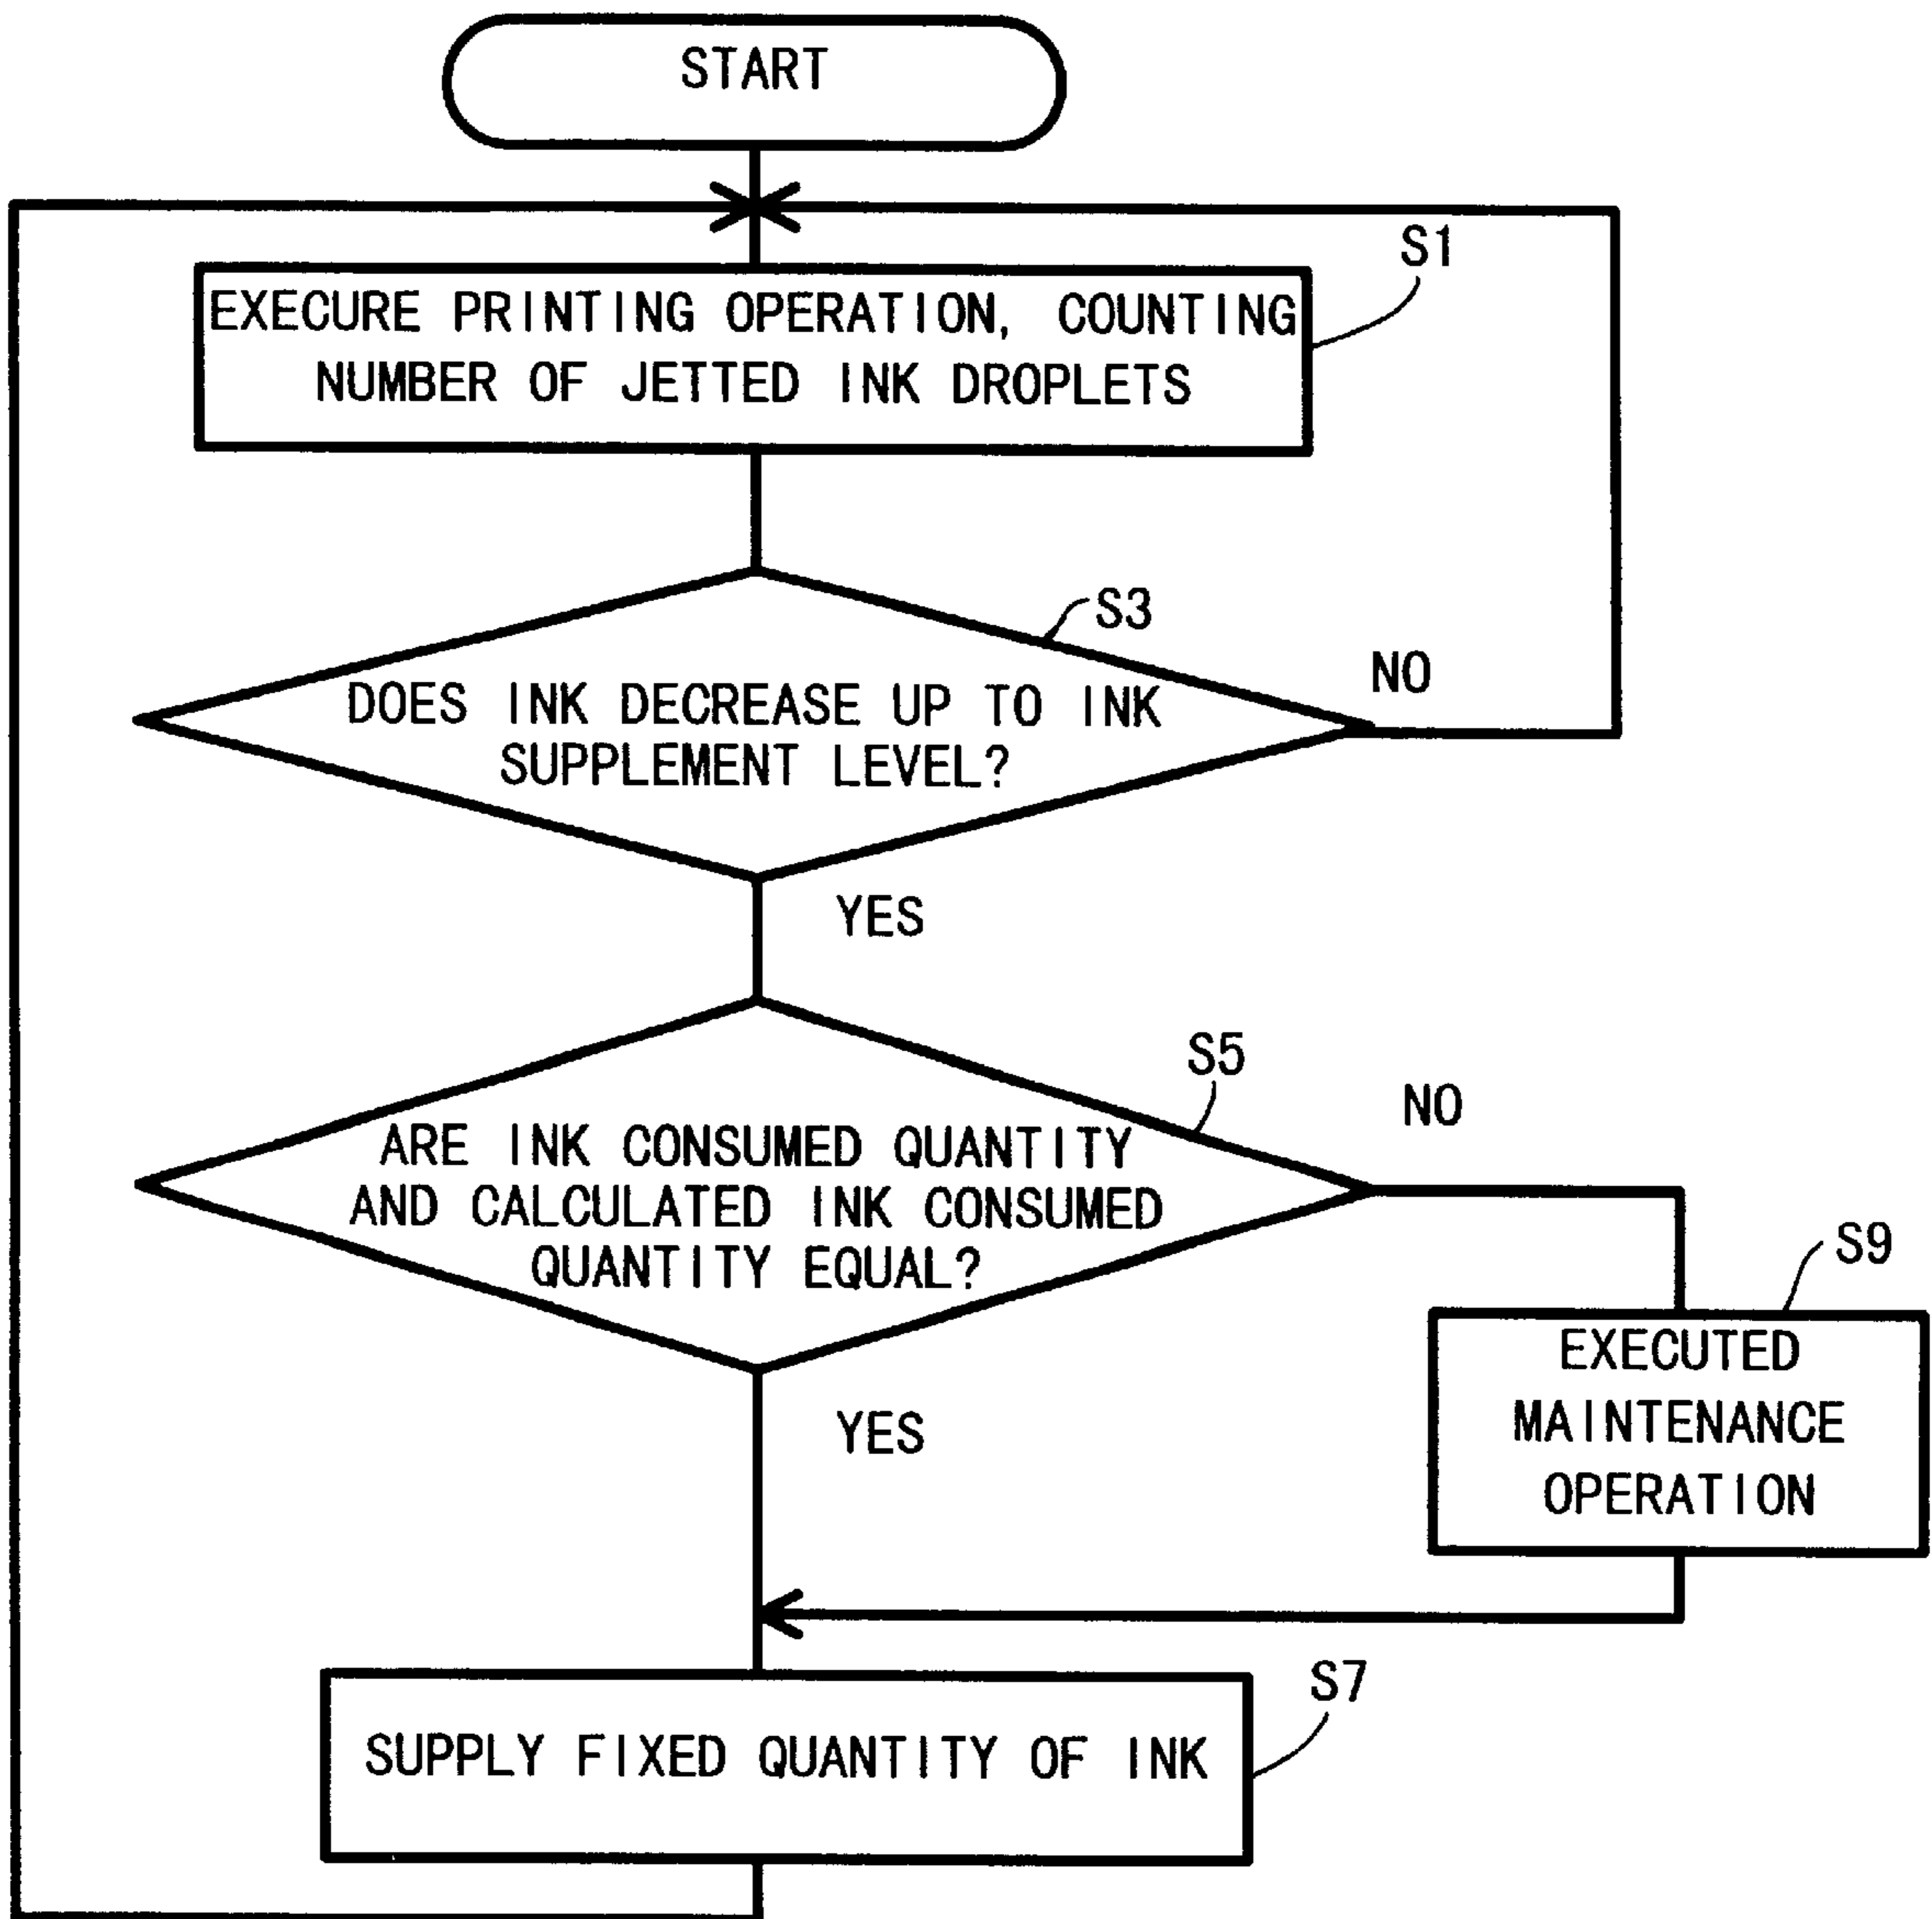 START
S1
EXECURE PRINTING OPERATION, COUNTING
NUMBER OF JETTED INK DROPLETS
S3
NO
DOES INK DECREASE UP TO INK
SUPPLEMENT LEVEL?
YES
S5
NO
ARE INK CONSUMED QUANTITY
AND CALCULATED INK CONSUMED
QUANTITY EQUAL?
S9
EXECUTED
MAINTENANCE
OPERATION
YES
S7
SUPPLY FIXED QUANTITY OF INK